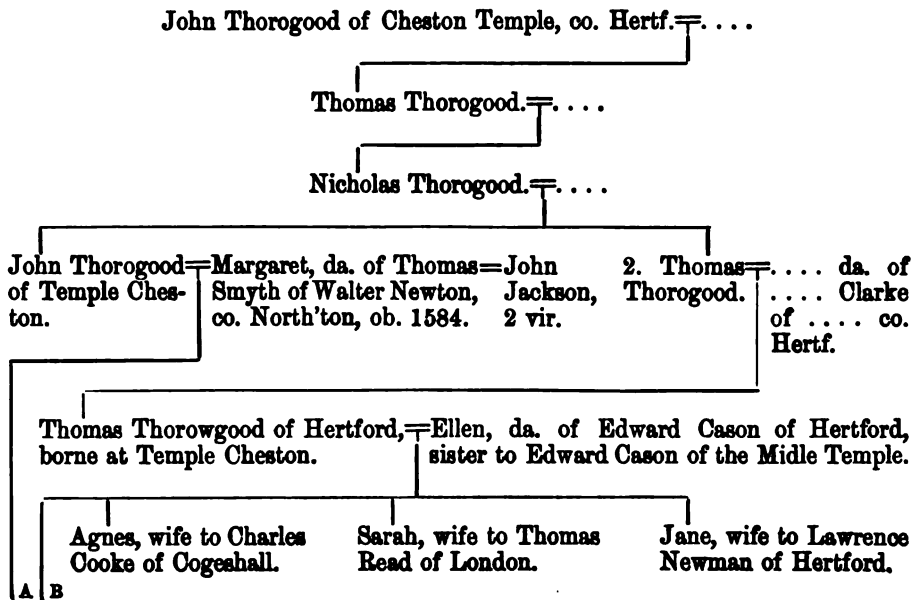 John Thorogood of Cheston Temple, co. Hertf.=. . . .
Thomas Thorogood.=. . . .
Nicholas Thorogood.=. . . .
John Thorogood=Margaret, da. of Thomas=John
of Temple Ches-
ton.
Smyth of Walter Newton,
co. North'ton, ob. 1584.
Jackson,
2 vir.
2. Thomas=. . . . da. of
Thorogood.
. . . . Clarke
of . . . . co.
Hertf.
Thomas Thorowgood of Hertford,=Ellen, da. of Edward Cason of Hertford,
borne at Temple Cheston.
sister to Edward Cason of the Midle Temple.
Agnes, wife to Charles
Cooke of Cogeshall.
Sarah, wife to Thomas
Read of London.
Jane, wife to Lawrence
Newman of Hertford.
A B